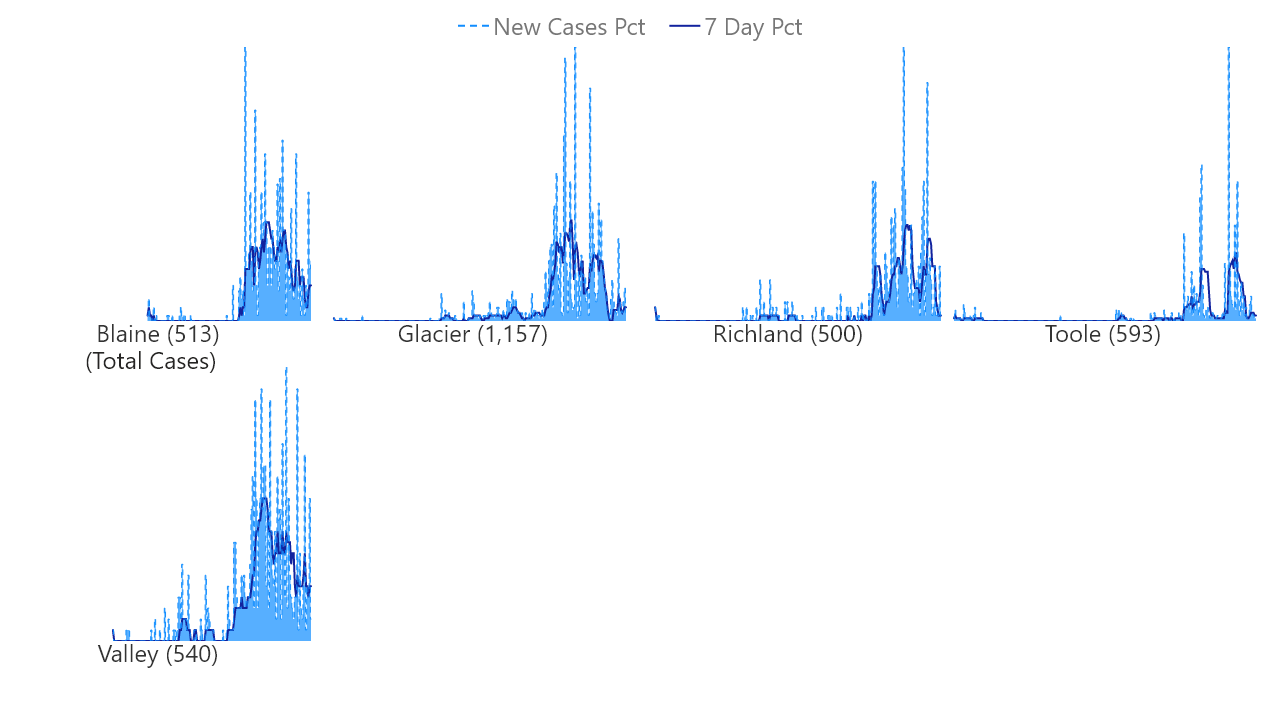 New Cases Pct 7 Day Pct
Blaine (513) Glacier (1,157) Richland (500) Toole (593)
(Total Cases)
Valley (540)